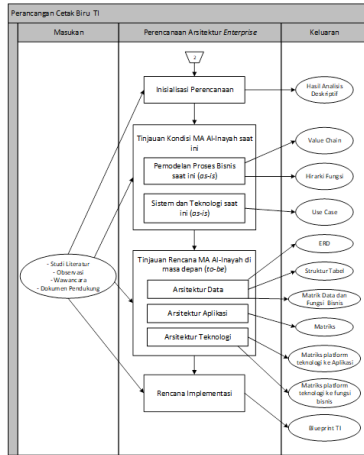 Perancangan Cetak Biru TI
Masukan
Perencanaan Arsitektur Enterprise
Keluaran
2
Inisialisasi Perencanaan
Hasil Analisis
Deskriptif
Tinjauan Kondisi MA Al-Inayah saat
ini
Pemodelan Proses Bisnis
saat ini (as-is)
Sistem dan Teknologi saat
ini (as-is)
Value Chain
Hirarki Fungsi
Use Case
- Studi Literatur
- Observasi
- Wawancara
- Dokumen Pendukung
Tinjauan Rencana MA Al-Inayah di
masa depan (to-be)
Arsitektur Data
Arsitektur Aplikasi
Arsitektur Teknologi
ERD
Struktur Tabel
Matrik Data dan
Fungsi Bisnis
Matriks
Matriks platform
teknologi ke Aplikasi
Matriks platform
teknologi ke fungsi
bisnis
Rencana Implementasi
Blueprint TI